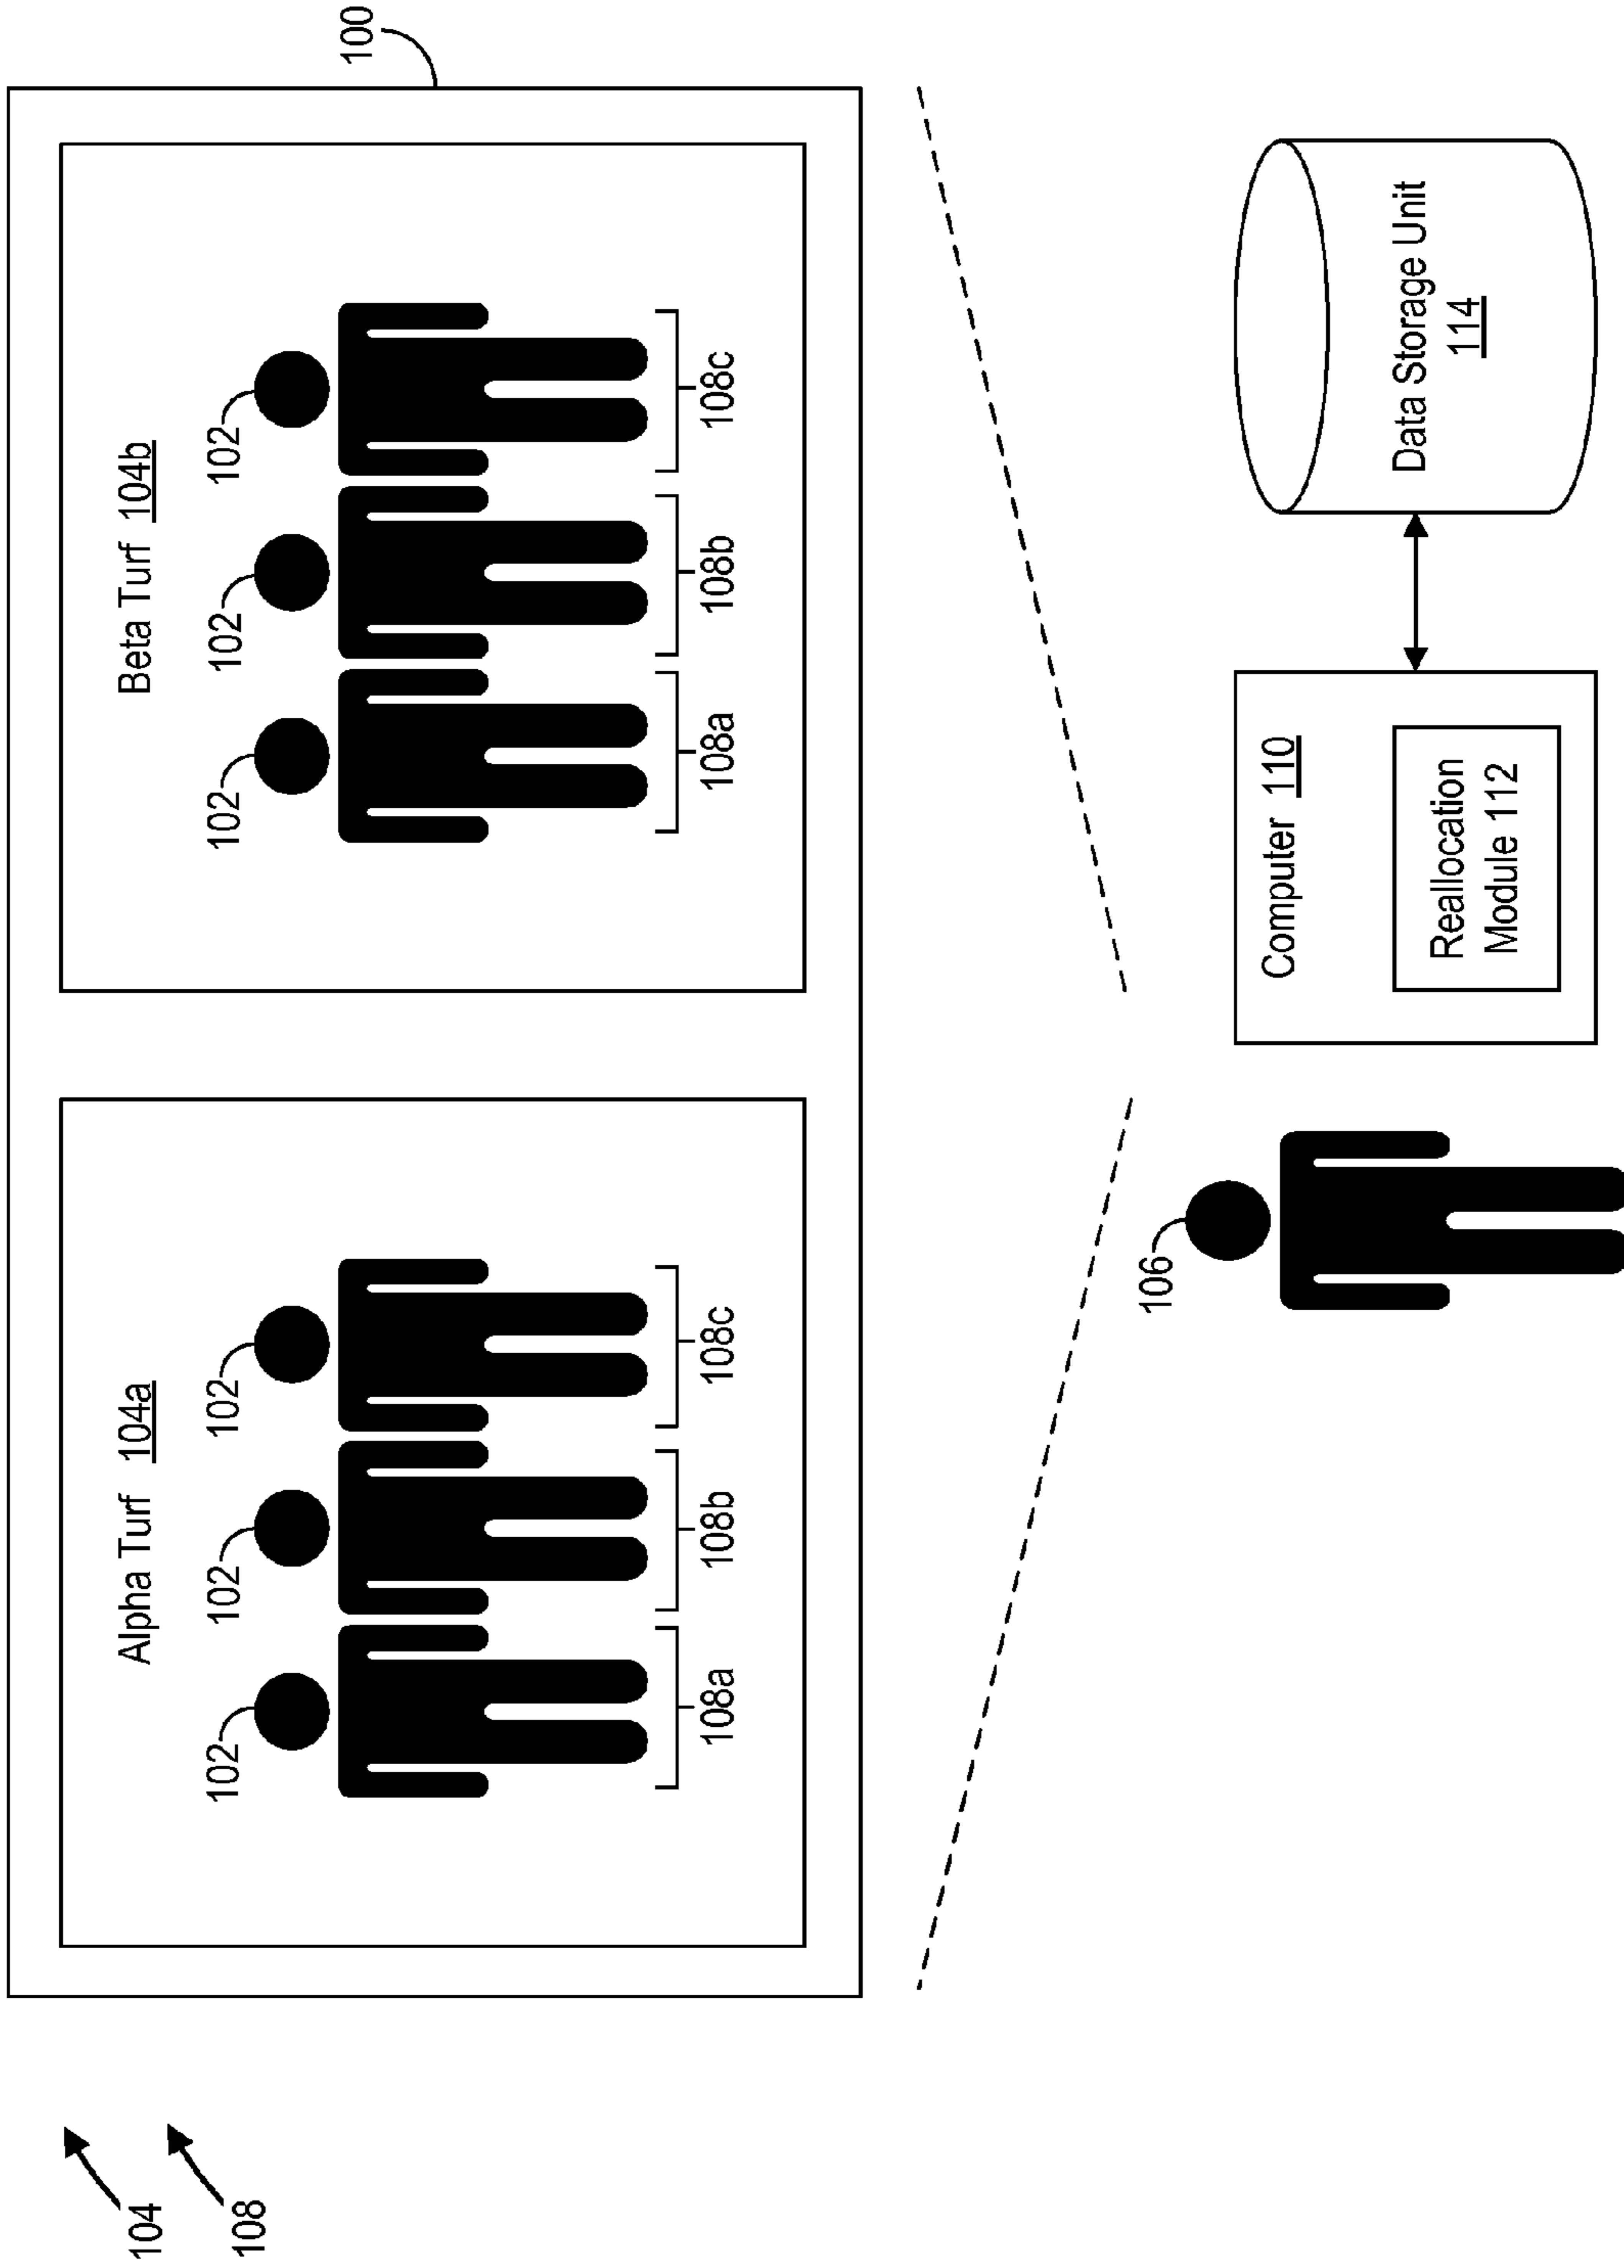 104
108
100
Alpha Turf 104a
102
102
102
108a
108b
108c
Beta Turf 104b
102
102
102
108a
108b
108c
106
Computer 110
Reallocation
Module 112
Data Storage Unit
114